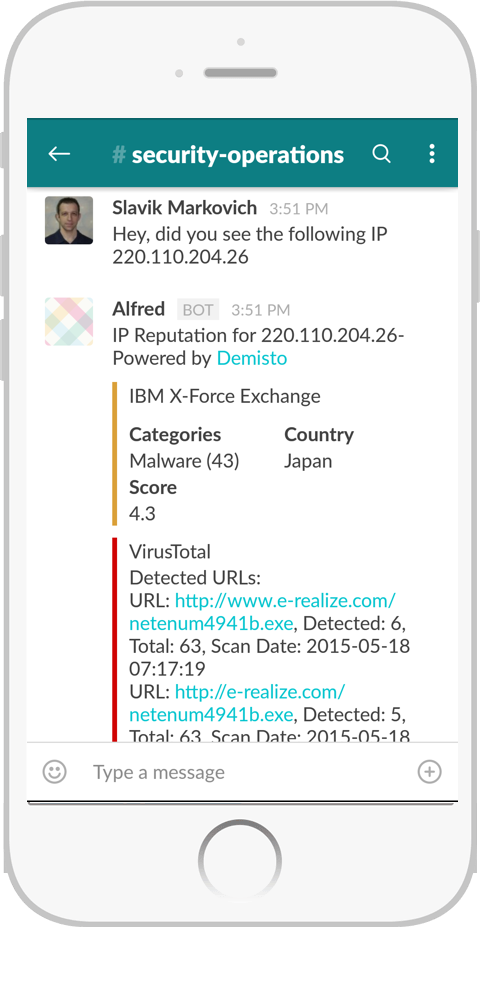 # security-operations
Slavik Markovich 3:51 PM
Hey, did you see the following IP
220.110.204.26
Alfred BOT 3:51 PM
IP Reputation for 220.110.204.26-
Powered by Demisto
IBM X-Force Exchange
Categories Country
Malware (43) Japan
Score
4.3
VirusTotal
Detected URLs:
URL: http://www.e-realize.com/
netenum4941b.exe, Detected: 6,
Total: 63, Scan Date: 2015-05-18
07:17:19
URL: http://e-realize.com/
netenum4941b.exe, Detected: 5,
Total: 63, Scan Date: 2015-05-18
Type a message